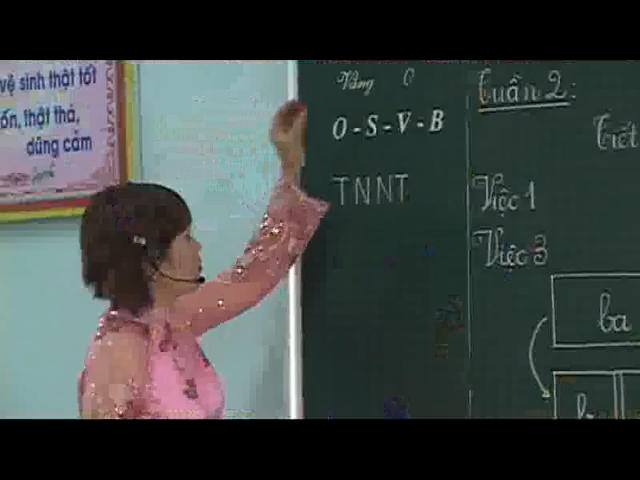 vệ sinh thật tốt
ốn, thật thà,
dũng cảm
Vắng 0
O - S - V - B
TNNT
Tuần 2:
Tiết
Việc 1
Việc 3
ba
b